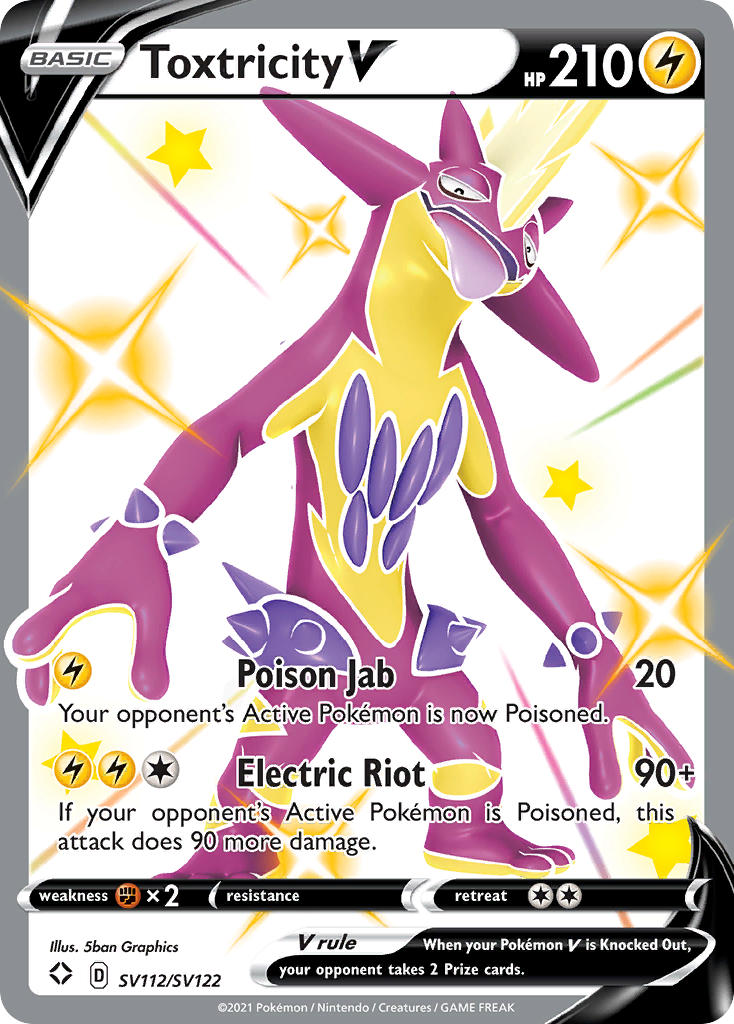 BASIC Toxtricity V HP 210
Poison Jab 20
Your opponent's Active Pokémon is now Poisoned.
Electric Riot 90+
If your opponent's Active Pokémon is Poisoned, this
attack does 90 more damage.
weakness ×2 resistance retreat
Illus. 5ban Graphics
V rule When your Pokémon V is Knocked Out,
your opponent takes 2 Prize cards.
D SV112/SV122
©2021 Pokémon / Nintendo / Creatures / GAME FREAK